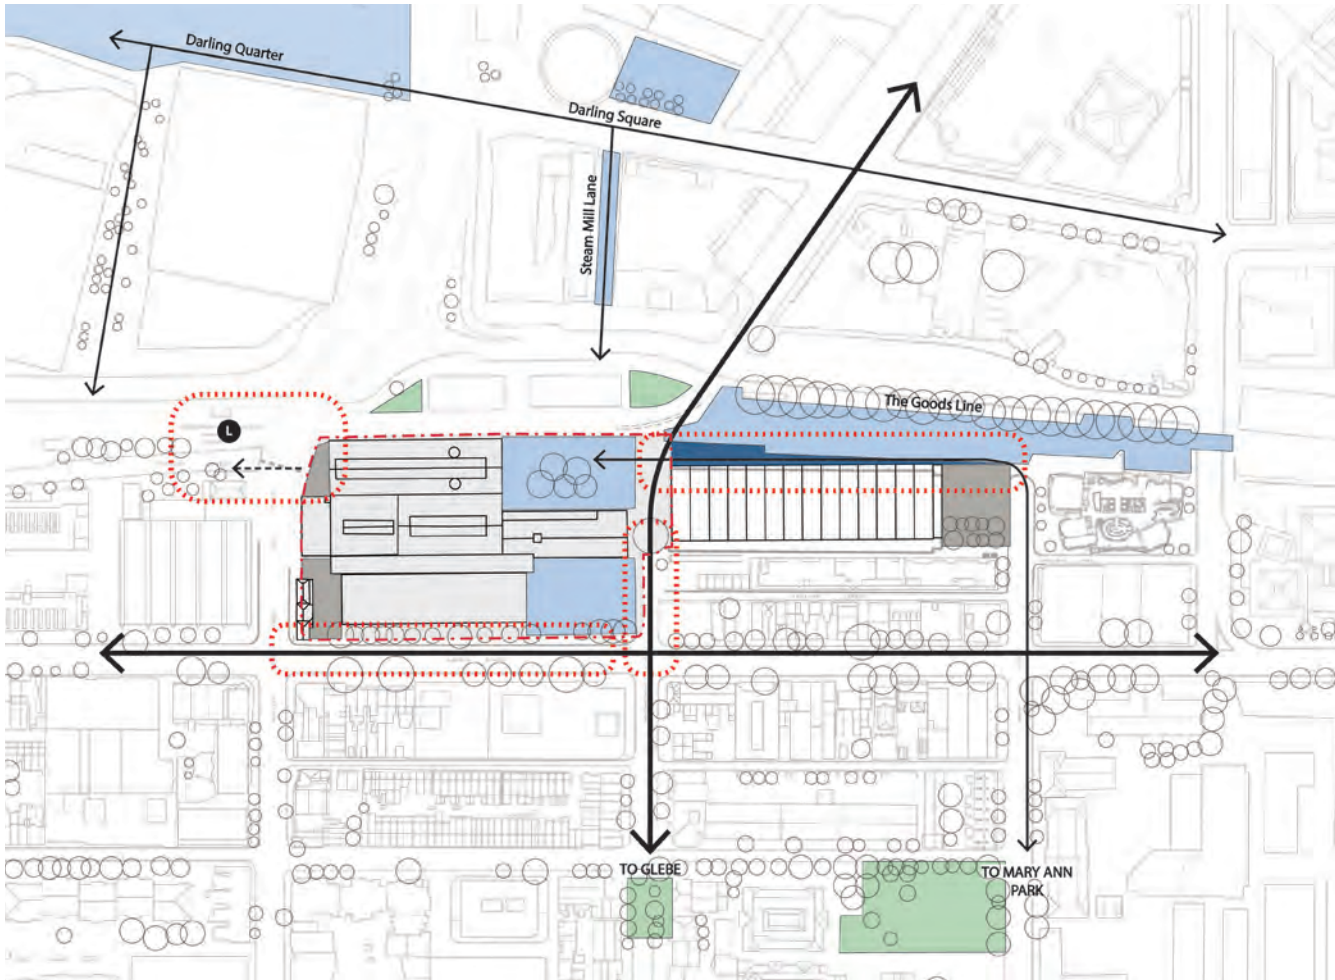 Darling Quarter
Darling Square
Steam Mill Lane
The Goods Line
L
TO GLEBE
TO MARY ANN
PARK